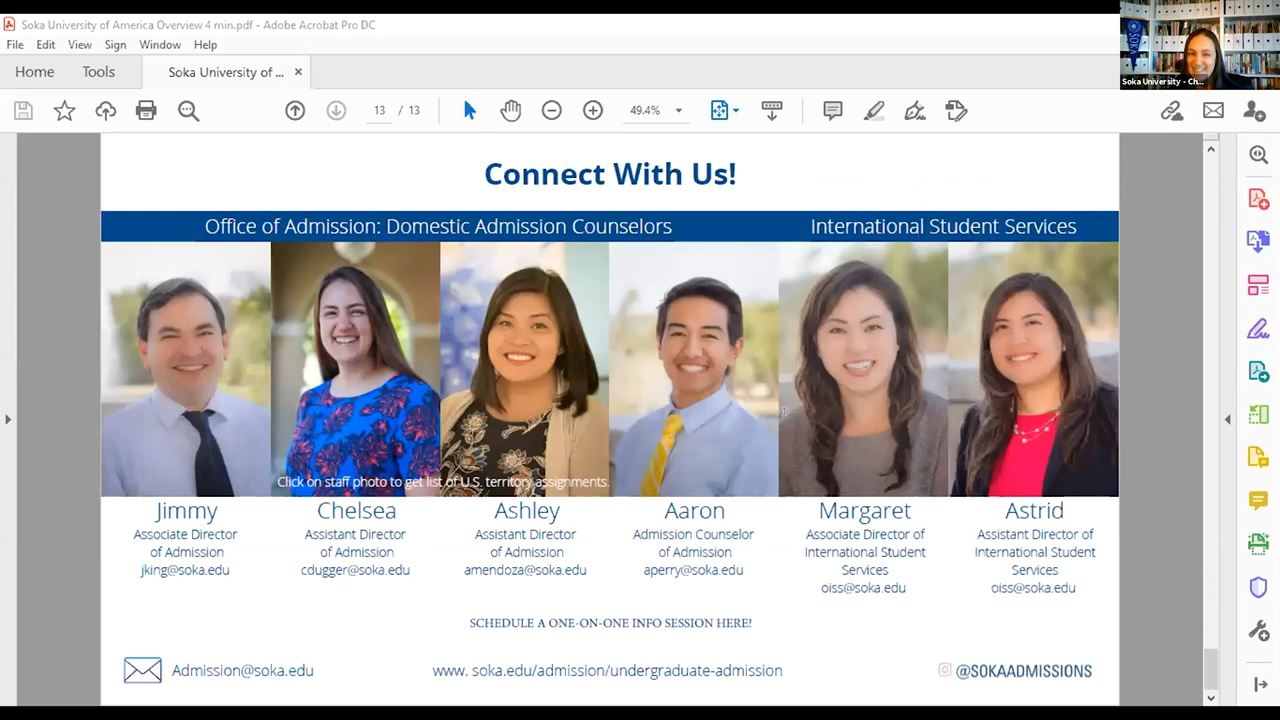 Soka University of America Overview 4 min.pdf - Adobe Acrobat Pro DC
File Edit View Sign Window Help
Home Tools Soka University of ... ×
13 / 13 49.4%
SOKA
Soka University - Ch...
Connect With Us!
Office of Admission: Domestic Admission Counselors International Student Services
Click on staff photo to get list of U.S. territory assignments.
Jimmy Chelsea Ashley Aaron Margaret Astrid
Associate Director Assistant Director Assistant Director Admission Counselor Associate Director of Assistant Director of
of Admission of Admission of Admission of Admission International Student International Student
jking@soka.edu cdugger@soka.edu amendoza@soka.edu aperry@soka.edu Services Services
oiss@soka.edu oiss@soka.edu
SCHEDULE A ONE-ON-ONE INFO SESSION HERE!
Admission@soka.edu www. soka.edu/admission/undergraduate-admission @SOKAADMISSIONS